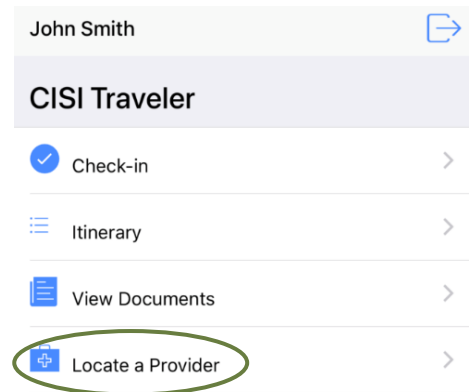 John Smith
CISI Traveler
Check-in
Itinerary
View Documents
Locate a Provider